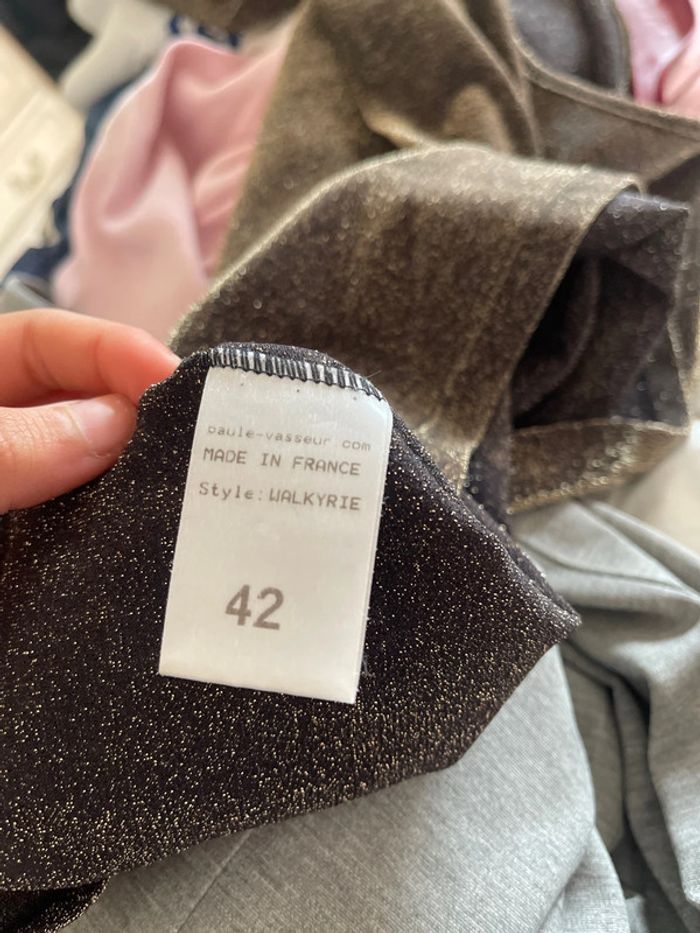 paule-vasseur com
MADE IN FRANCE
Style: WALKYRIE
42